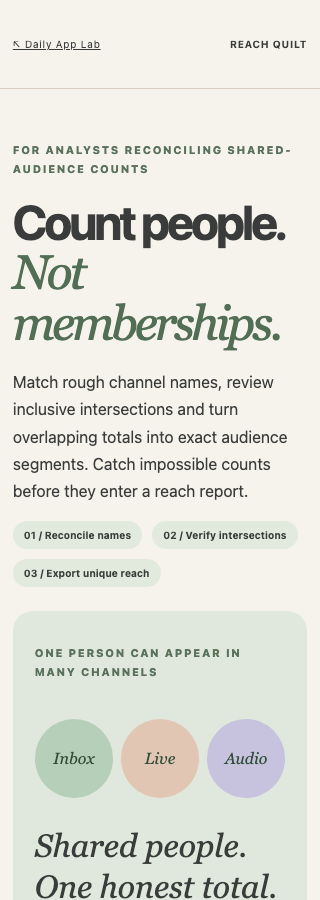 ↖ Daily App Lab
REACH QUILT
FOR ANALYSTS RECONCILING SHARED-
AUDIENCE COUNTS
Count people.
Not
memberships.
Match rough channel names, review
inclusive intersections and turn
overlapping totals into exact audience
segments. Catch impossible counts
before they enter a reach report.
01 / Reconcile names
02 / Verify intersections
03 / Export unique reach
ONE PERSON CAN APPEAR IN
MANY CHANNELS
Inbox
Live
Audio
Shared people.
One honest total.